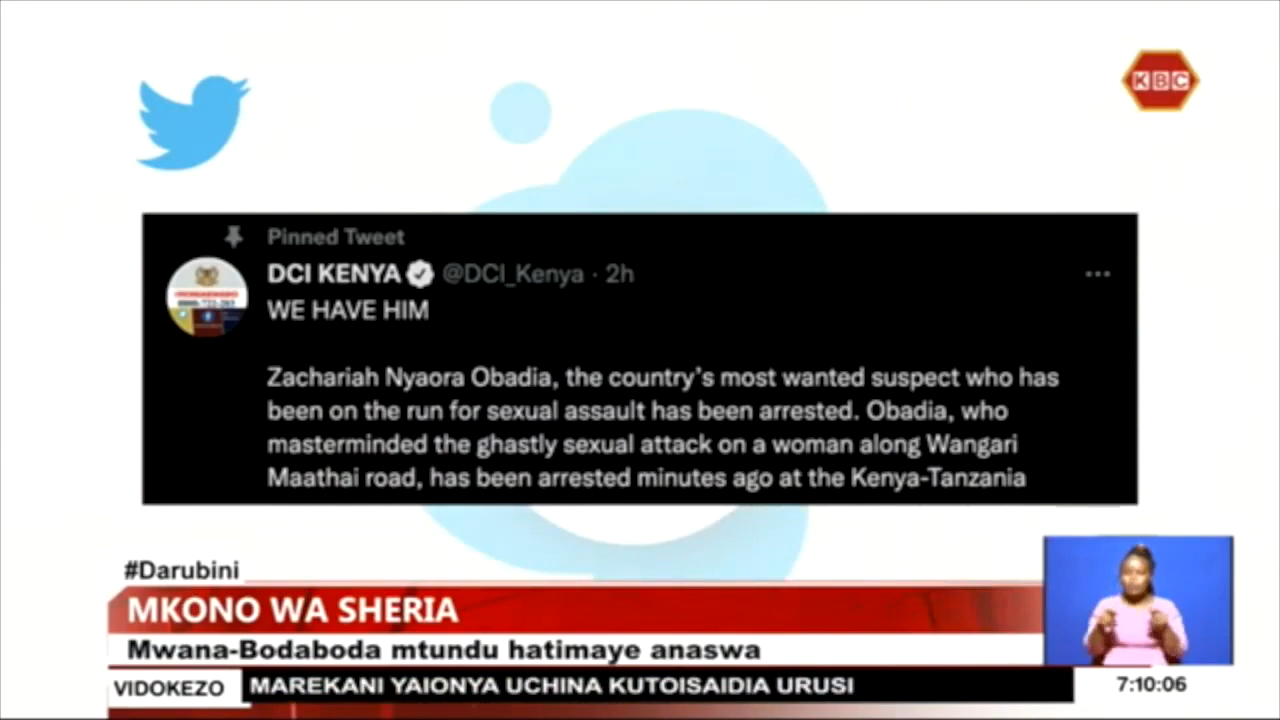 KBC
Pinned Tweet
DCI KENYA @DCI_Kenya · 2h
WE HAVE HIM
Zachariah Nyaora Obadia, the country's most wanted suspect who has
been on the run for sexual assault has been arrested. Obadia, who
masterminded the ghastly sexual attack on a woman along Wangari
Maathai road, has been arrested minutes ago at the Kenya-Tanzania
#Darubini
MKONO WA SHERIA
Mwana-Bodaboda mtundu hatimaye anaswa
VIDOKEZO
MAREKANI YAIONYA UCHINA KUTOISAIDIA URUSI
7:10:06